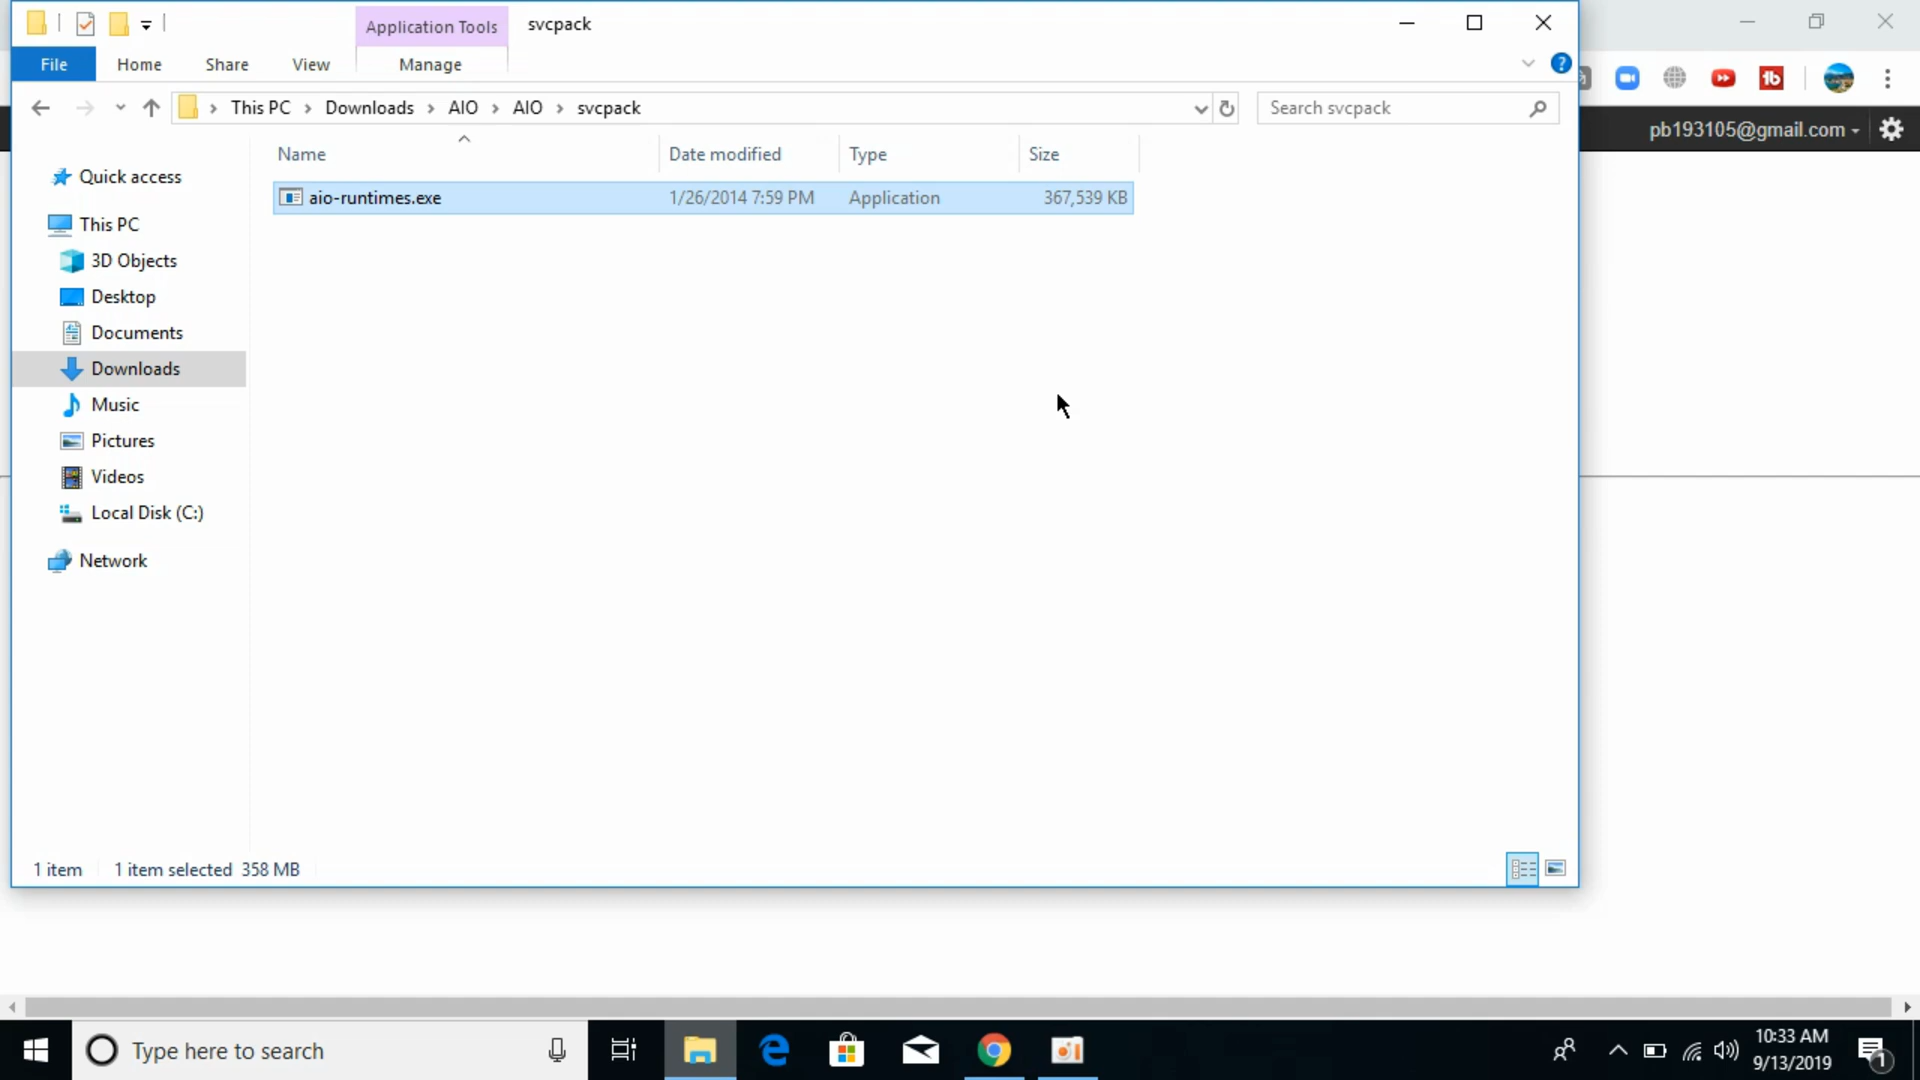 Application Tools
svcpack
File
Home
Share
View
Manage
This PC
Downloads
AIO
AIO
svcpack
Search svcpack
pb193105@gmail.com
Name
Date modified
Type
Size
aio-runtimes.exe
1/26/2014 7:59 PM
Application
367,539 KB
Quick access
This PC
3D Objects
Desktop
Documents
Downloads
Music
Pictures
Videos
Local Disk (C:)
Network
1 item
1 item selected 358 MB
Type here to search
10:33 AM
9/13/2019
1